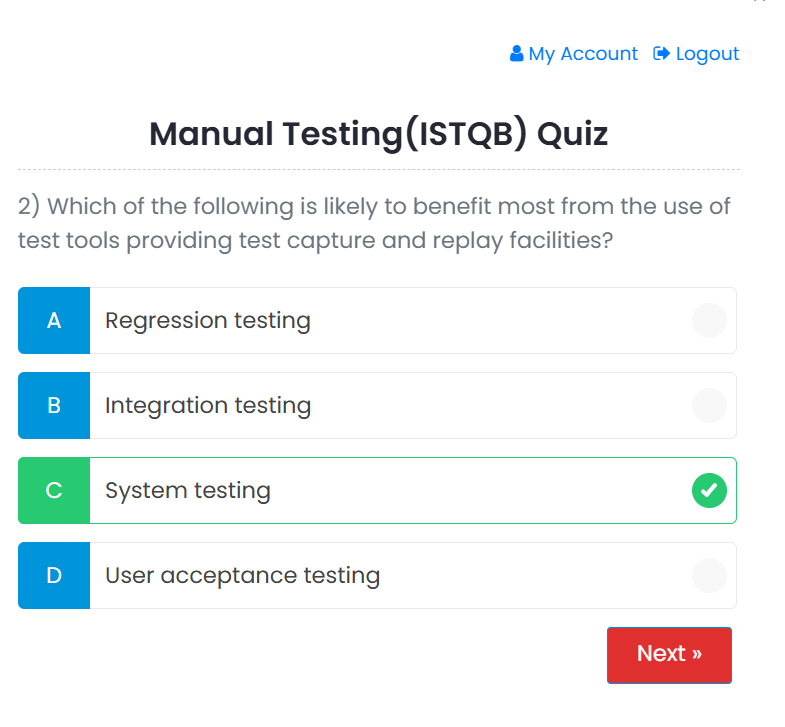 My Account Logout
Manual Testing(ISTQB) Quiz
2) Which of the following is likely to benefit most from the use of
test tools providing test capture and replay facilities?
A Regression testing
B Integration testing
C System testing
D User acceptance testing
Next »